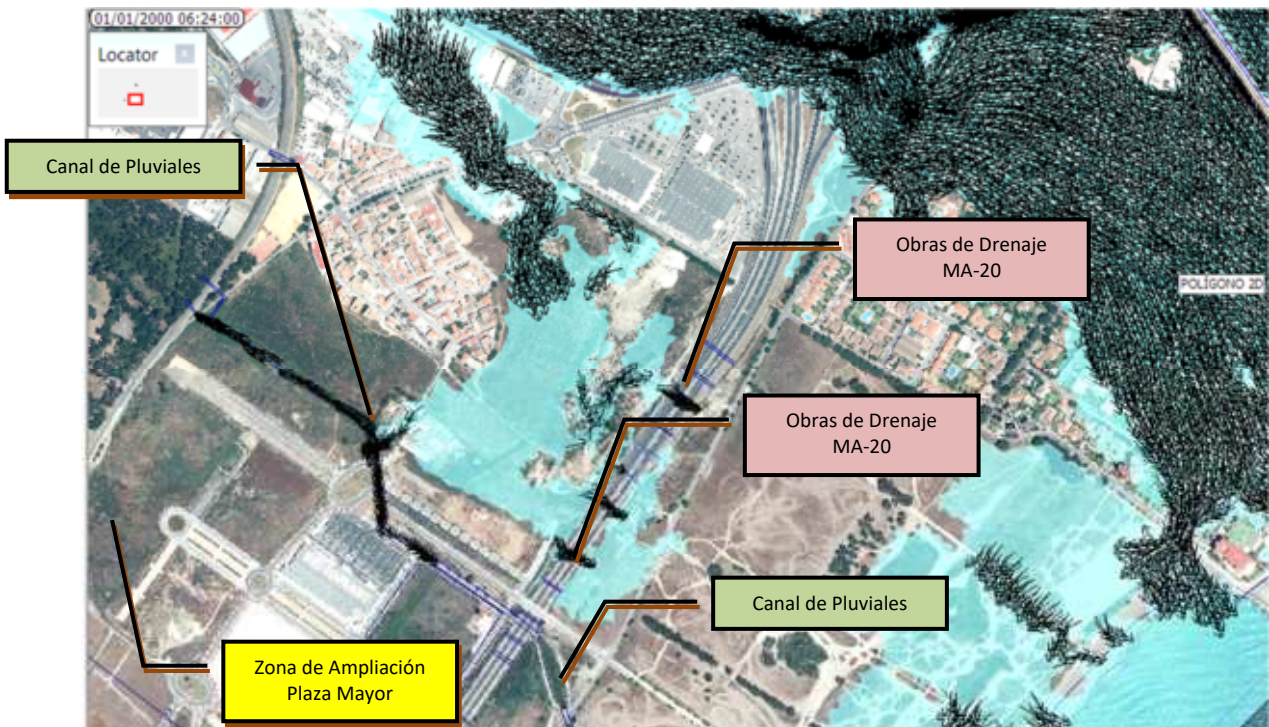 01/01/2000 06:24:00
Locator
Canal de Pluviales
Obras de Drenaje
MA-20
POLÍGONO 2D
Obras de Drenaje
MA-20
Canal de Pluviales
Zona de Ampliación
Plaza Mayor